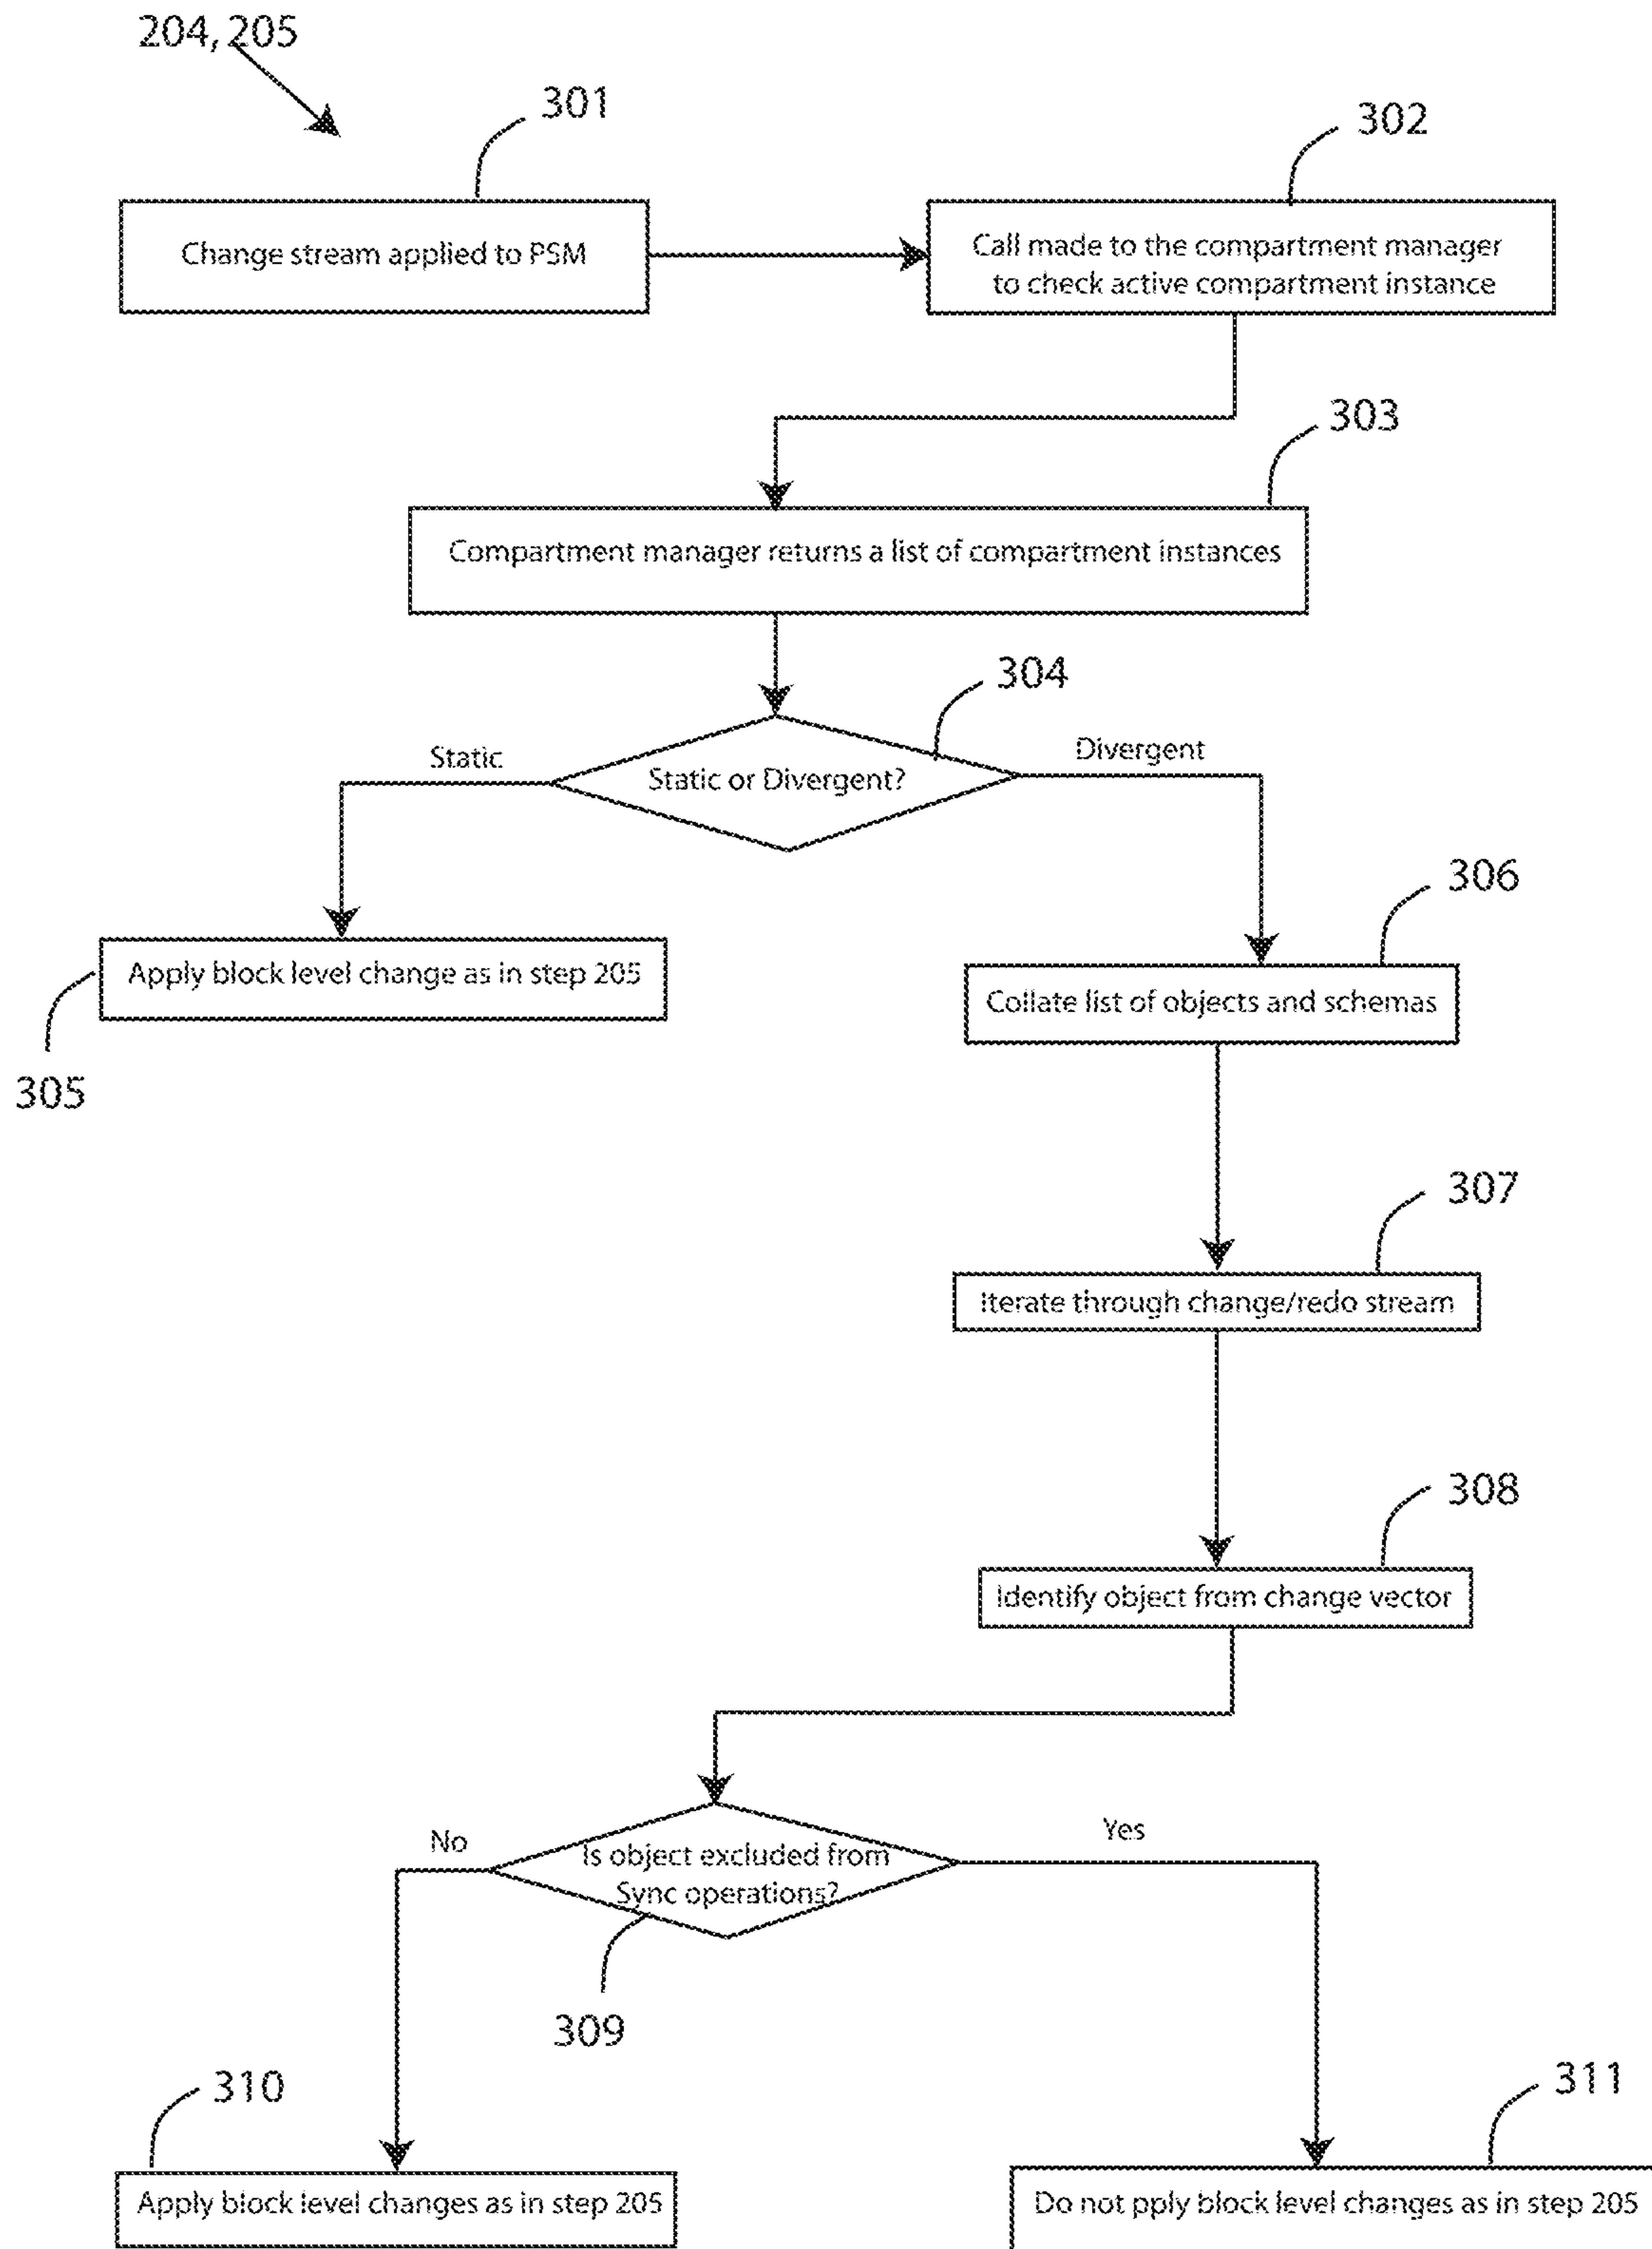 204, 205
301
302
Change stream applied to PSM
Call made to the compartment manager
to check active compartment instance
303
Compartment manager returns a list of compartment instances
304
Static
Divergent
Static or Divergent?
306
Apply block level change as in step 205
Collate list of objects and schemas
305
307
Iterate through change/redo stream
308
Identify object from change vector
No
Yes
Is object excluded from
Sync operations?
309
310
311
Apply block level changes as in step 205
Do not pply block level changes as in step 205